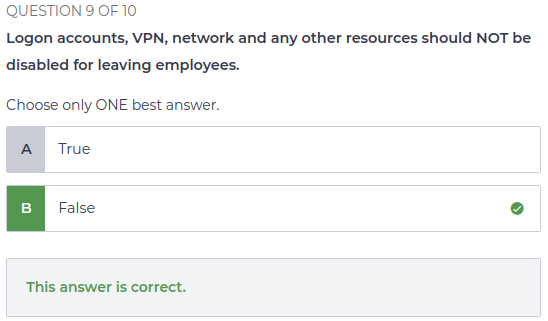 QUESTION 9 OF 10
Logon accounts, VPN, network and any other resources should NOT be
disabled for leaving employees.
Choose only ONE best answer.
A True
B False
This answer is correct.